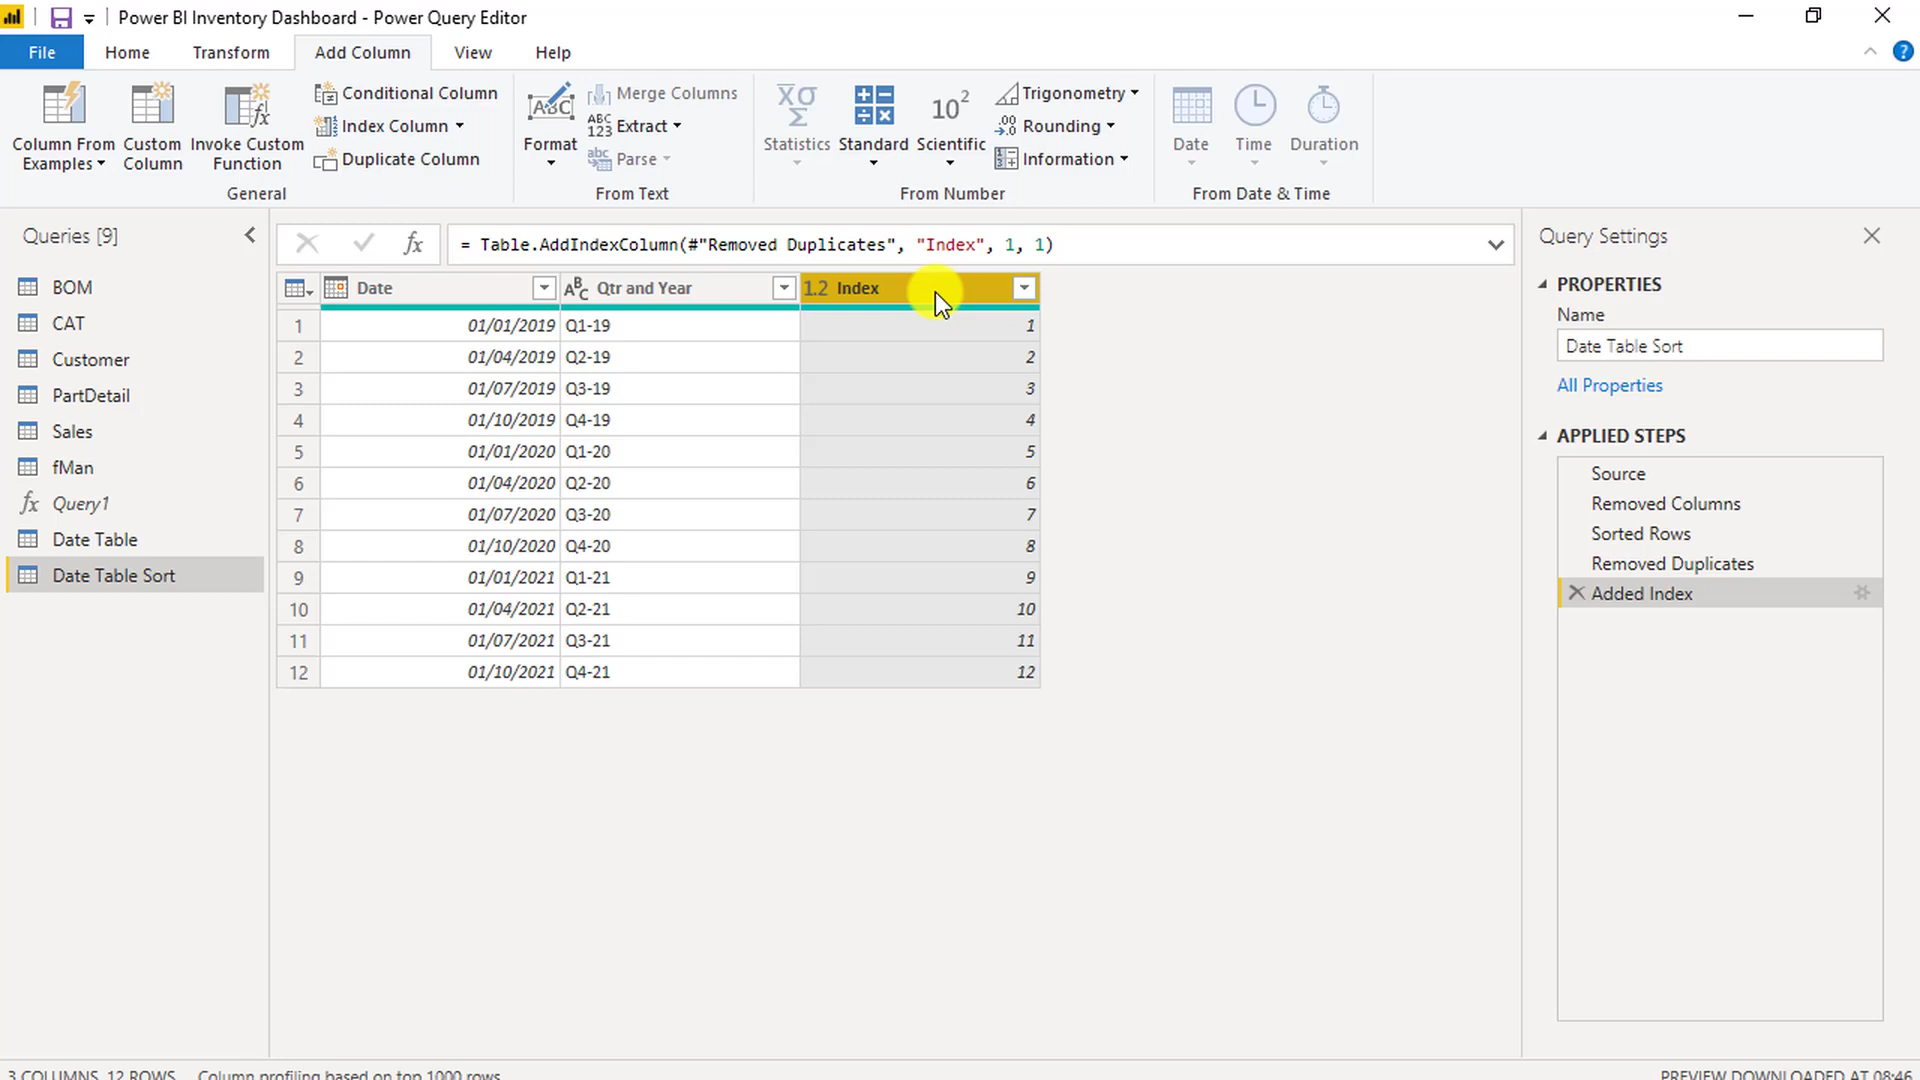 Power BI Inventory Dashboard - Power Query Editor
File Home Transform Add Column View Help
Column From Examples
Custom Column
Invoke Custom Function
Conditional Column
Index Column
Duplicate Column
General
ABC
Format
Merge Columns
ABC 123 Extract
abc Parse
From Text
XσΣ
Statistics
Standard
10²
Scientific
Trigonometry
.00 Rounding
Information
From Number
Date
Time
Duration
From Date & Time
Queries [9]
BOM
CAT
Customer
PartDetail
Sales
fMan
fx Query1
Date Table
Date Table Sort
fx = Table.AddIndexColumn(#"Removed Duplicates", "Index", 1, 1)
Date ABC Qtr and Year 1.2 Index
1 01/01/2019 Q1-19 1
2 01/04/2019 Q2-19 2
3 01/07/2019 Q3-19 3
4 01/10/2019 Q4-19 4
5 01/01/2020 Q1-20 5
6 01/04/2020 Q2-20 6
7 01/07/2020 Q3-20 7
8 01/10/2020 Q4-20 8
9 01/01/2021 Q1-21 9
10 01/04/2021 Q2-21 10
11 01/07/2021 Q3-21 11
12 01/10/2021 Q4-21 12
Query Settings
PROPERTIES
Name
Date Table Sort
All Properties
APPLIED STEPS
Source
Removed Columns
Sorted Rows
Removed Duplicates
Added Index
3 COLUMNS, 12 ROWS Column profiling based on top 1000 rows
PREVIEW DOWNLOADED AT 08:46